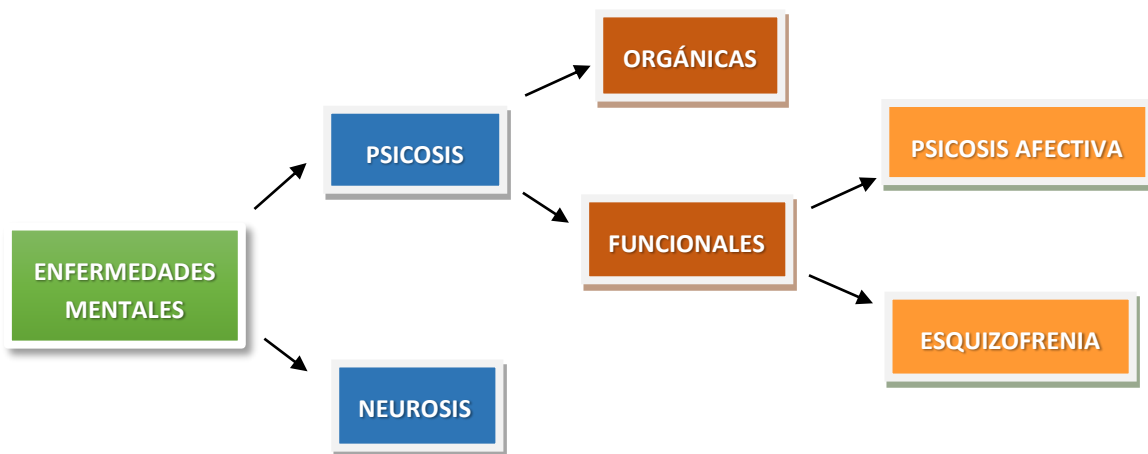 ORGÁNICAS
PSICOSIS
PSICOSIS AFECTIVA
FUNCIONALES
ENFERMEDADES
MENTALES
ESQUIZOFRENIA
NEUROSIS